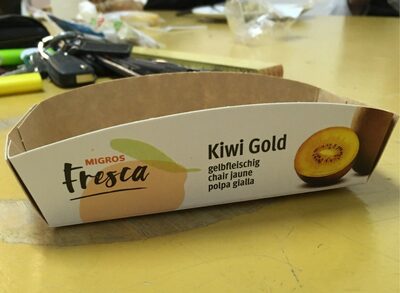 MIGROS
Fresca
Kiwi Gold
gelbfleischig
chair jaune
polpa gialla